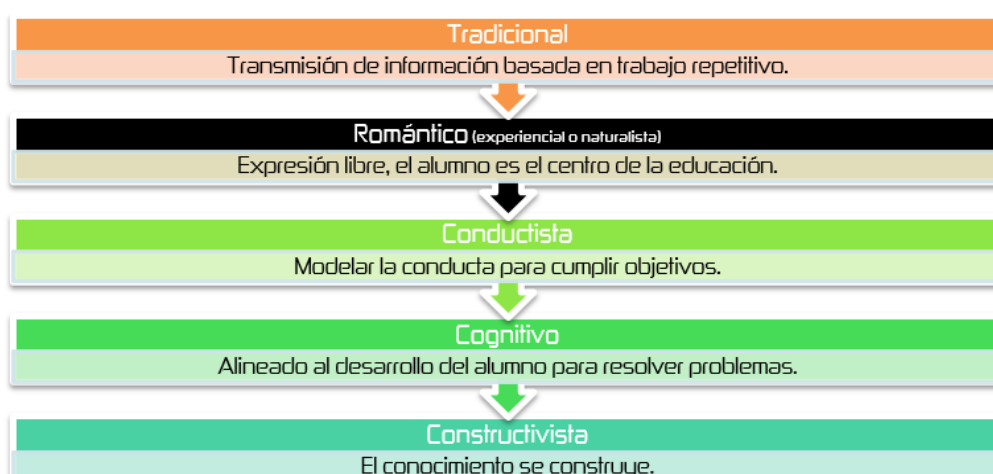 Tradicional
Transmisión de información basada en trabajo repetitivo.
Romántico (experiencial o naturalista)
Expresión libre, el alumno es el centro de la educación.
Conductista
Modelar la conducta para cumplir objetivos.
Cognitivo
Alineado al desarrollo del alumno para resolver problemas.
Constructivista
El conocimiento se construye.